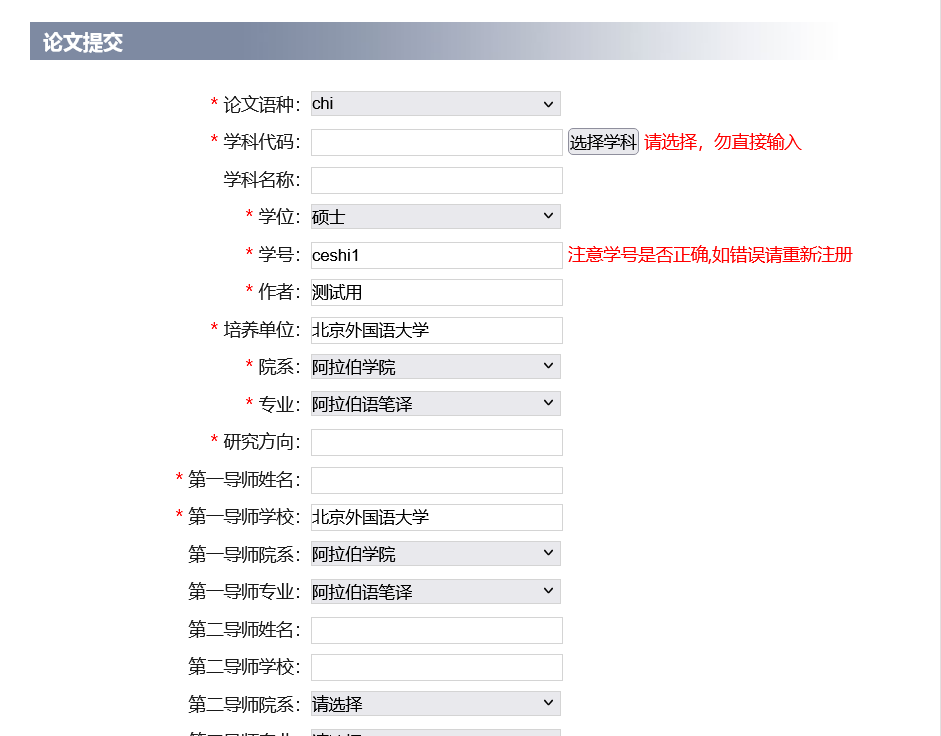 论文提交
* 论文语种： chi
* 学科代码： 选择学科 请选择，勿直接输入
学科名称：
* 学位： 硕士
* 学号： ceshi1 注意学号是否正确,如错误请重新注册
* 作者： 测试用
* 培养单位： 北京外国语大学
* 院系： 阿拉伯学院
* 专业： 阿拉伯语笔译
* 研究方向：
* 第一导师姓名：
* 第一导师学校： 北京外国语大学
第一导师院系： 阿拉伯学院
第一导师专业： 阿拉伯语笔译
第二导师姓名：
第二导师学校：
第二导师院系： 请选择